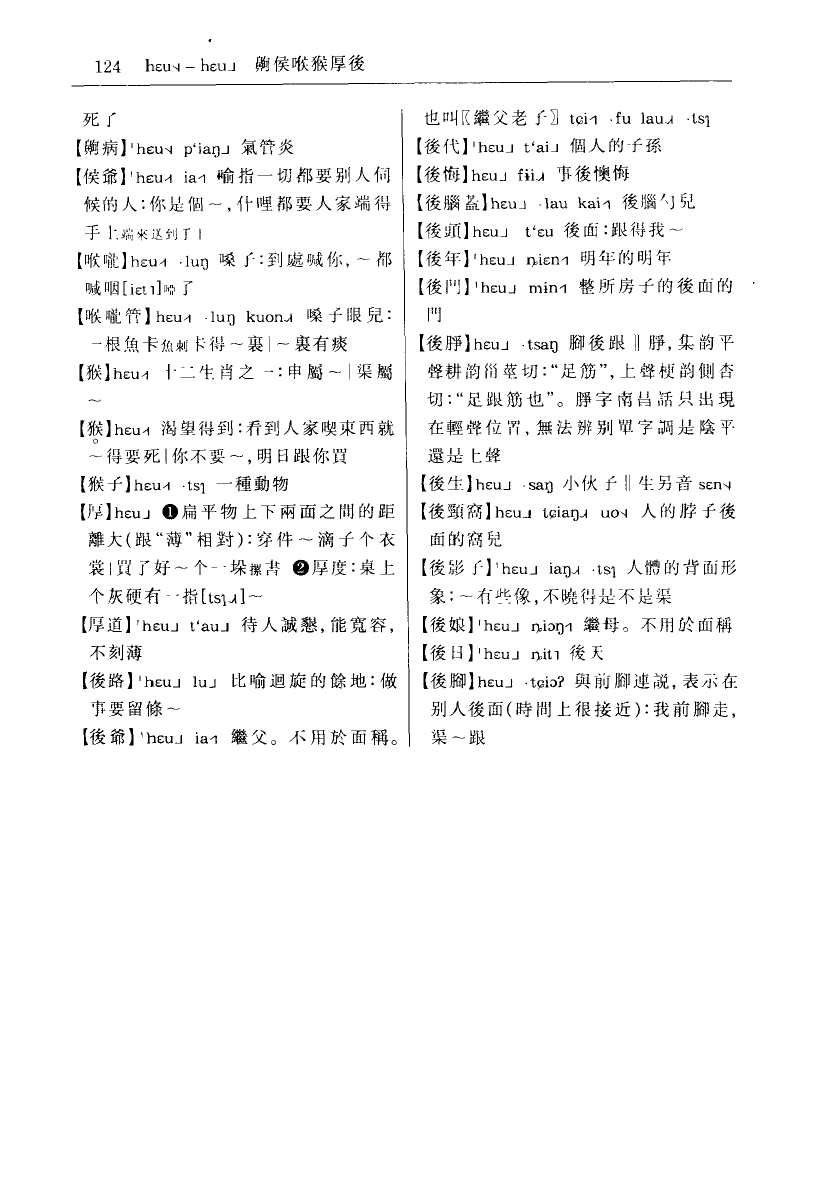 124 hɛu˧˩ – hɛu˩ 齁侯喉猴厚後
死了
【齁病】ˈhɛu˧˩ pʻiaŋ˩ 氣管炎
【侯爺】ˈhɛu˧˥ ia˦ 喻指一切都要别人伺
候的人:你是個～,什哩都要人家端得
手上端來送到手上
【喉嚨】hɛu˧˥ ·luŋ 嗓子:到處喊你,～都
喊咽[iɛt˥]啞了
【喉嚨管】hɛu˧˥ ·luŋ kuɔn˨˩˧ 嗓子眼兒:
一根魚卡魚刺卡得～裏|～裏有痰
【猴】hɛu˧˥ 十二生肖之一:申屬～|渠屬
～
【猴】hɛu˧˥ 渴望得到:看到人家喫東西就
～得要死|你不要～,明日跟你買
【猴子】hɛu˧˥ ·tsɿ 一種動物
【厚】hɛu˩ ❶扁平物上下兩面之間的距
離大(跟“薄”相對):穿件～滴子个衣
裳|買了好～个一垛摞書 ❷厚度:桌上
个灰硬有一指[tsɿ˨˩˧]～
【厚道】ˈhɛu˩ tʻau˩ 待人誠懇,能寬容,
不刻薄
【後路】ˈhɛu˩ lu˩ 比喻迴旋的餘地:做
事要留條～
【後爺】ˈhɛu˩ ia˦ 繼父。不用於面稱。
也叫〖繼父老子〗tɕi˦ ·fu lau˨˩˧ ·tsɿ
【後代】ˈhɛu˩ tʻai˩ 個人的子孫
【後悔】hɛu˩ fɨi˨˩˧ 事後懊悔
【後腦蓋】hɛu˩ ·lau kai˦ 後腦勺兒
【後頭】hɛu˩ tʻɛu 後面:跟得我～
【後年】ˈhɛu˩ ȵiɛn˦ 明年的明年
【後門】ˈhɛu˩ mɨn˦ 整所房子的後面的
門
【後䏿】hɛu˩ ·tsaŋ 腳後跟‖䏿,集韵平
聲耕韵甾莖切:“足筋”,上聲梗韵側杏
切:“足跟筋也”。䏿字南昌話只出現
在輕聲位置,無法辨别單字調是陰平
還是上聲
【後生】hɛu˩ ·saŋ 小伙子‖生另音 sɛn˧˩
【後頸窩】hɛu˩ tɕiaŋ˨˩˧ uo˧˩ 人的脖子後
面的窩兒
【後影子】ˈhɛu˩ iaŋ˨˩˧ ·tsɿ 人體的背面形
象:～有些像,不曉得是不是渠
【後娘】ˈhɛu˩ ȵiɔŋ˦ 繼母。不用於面稱
【後日】ˈhɛu˩ ȵit˥ 後天
【後腳】hɛu˩ ·tɕiɔʔ 與前腳連説,表示在
别人後面(時間上很接近):我前腳走,
渠～跟